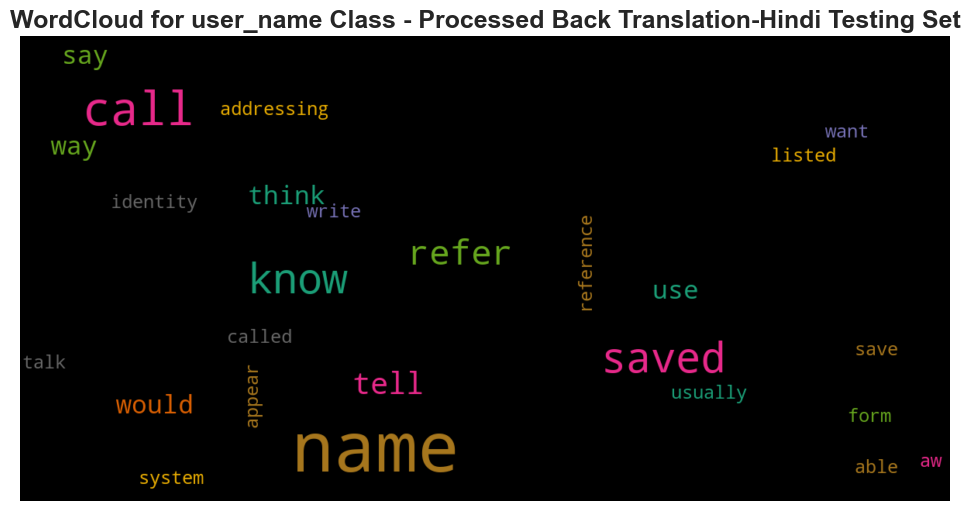 WordCloud for user_name Class - Processed Back Translation-Hindi Testing Set
say
call
addressing
want
way
listed
identity
think
write
reference
refer
know
use
called
saved
save
talk
appear
tell
usually
would
form
name
aw
able
system